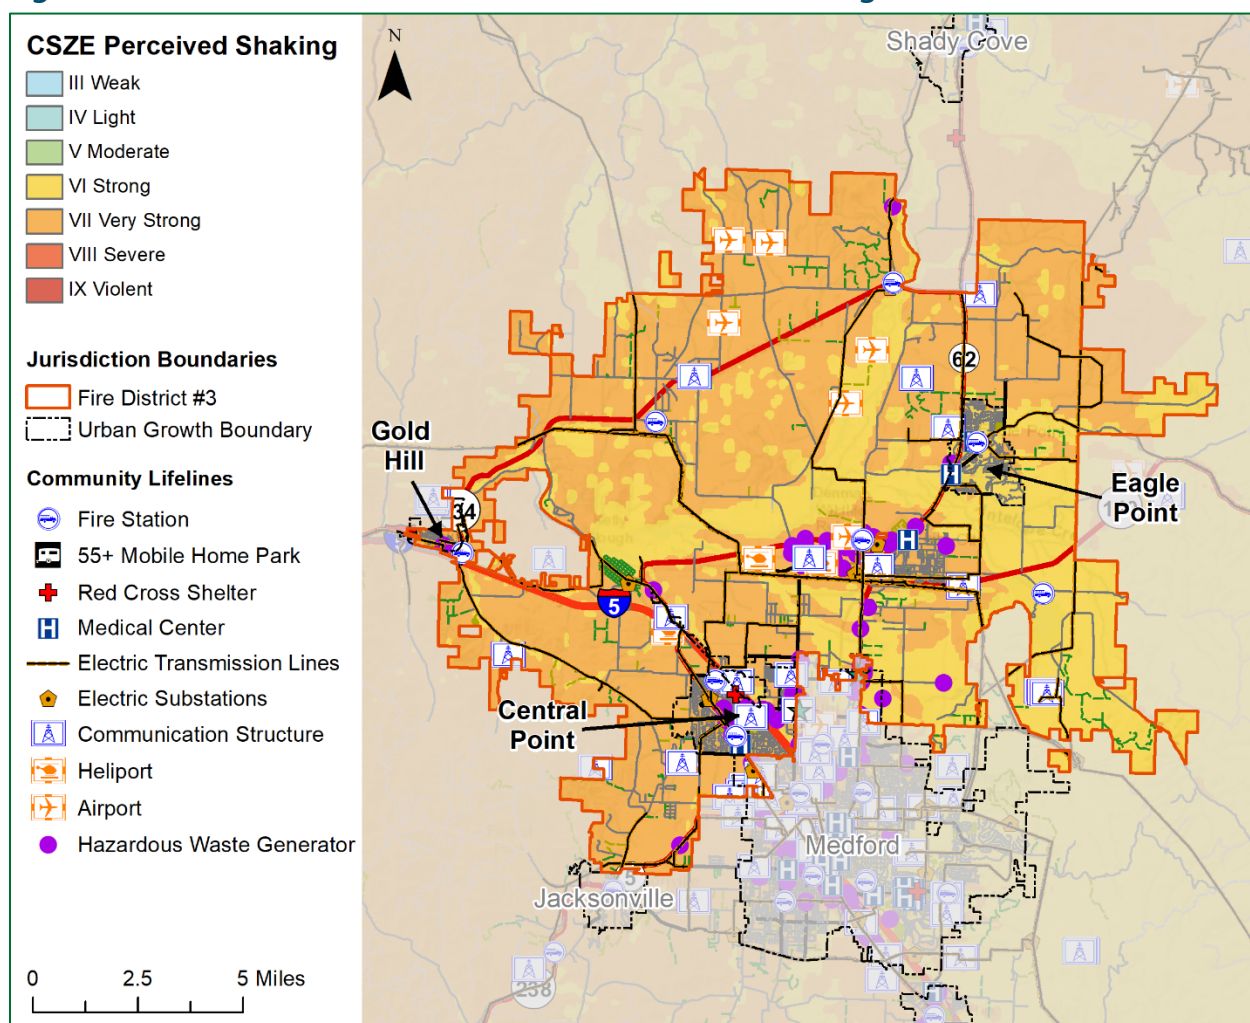 CSZE Perceived Shaking
III Weak
IV Light
V Moderate
VI Strong
VII Very Strong
VIII Severe
IX Violent
Jurisdiction Boundaries
Fire District #3
Urban Growth Boundary
Community Lifelines
Fire Station
55+ Mobile Home Park
Red Cross Shelter
Medical Center
Electric Transmission Lines
Electric Substations
Communication Structure
Heliport
Airport
Hazardous Waste Generator
0 2.5 5 Miles
N
Shady Cove
62
Gold
Hill
Eagle
Point
5
Central
Point
Medford
Jacksonville
238